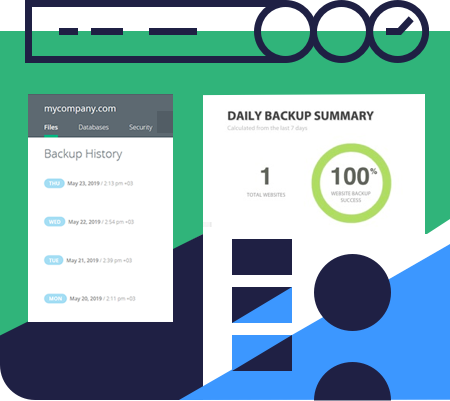 mycompany.com
Files Databases Security
Backup History
THU May 23, 2019 / 2:13 pm +03
WED May 22, 2019 / 2:54 pm +03
TUE May 21, 2019 / 2:39 pm +03
MON May 20, 2019 / 2:11 pm +03
DAILY BACKUP SUMMARY
Calculated from the last 7 days
1
TOTAL WEBSITES
100%
WEBSITE BACKUP
SUCCESS